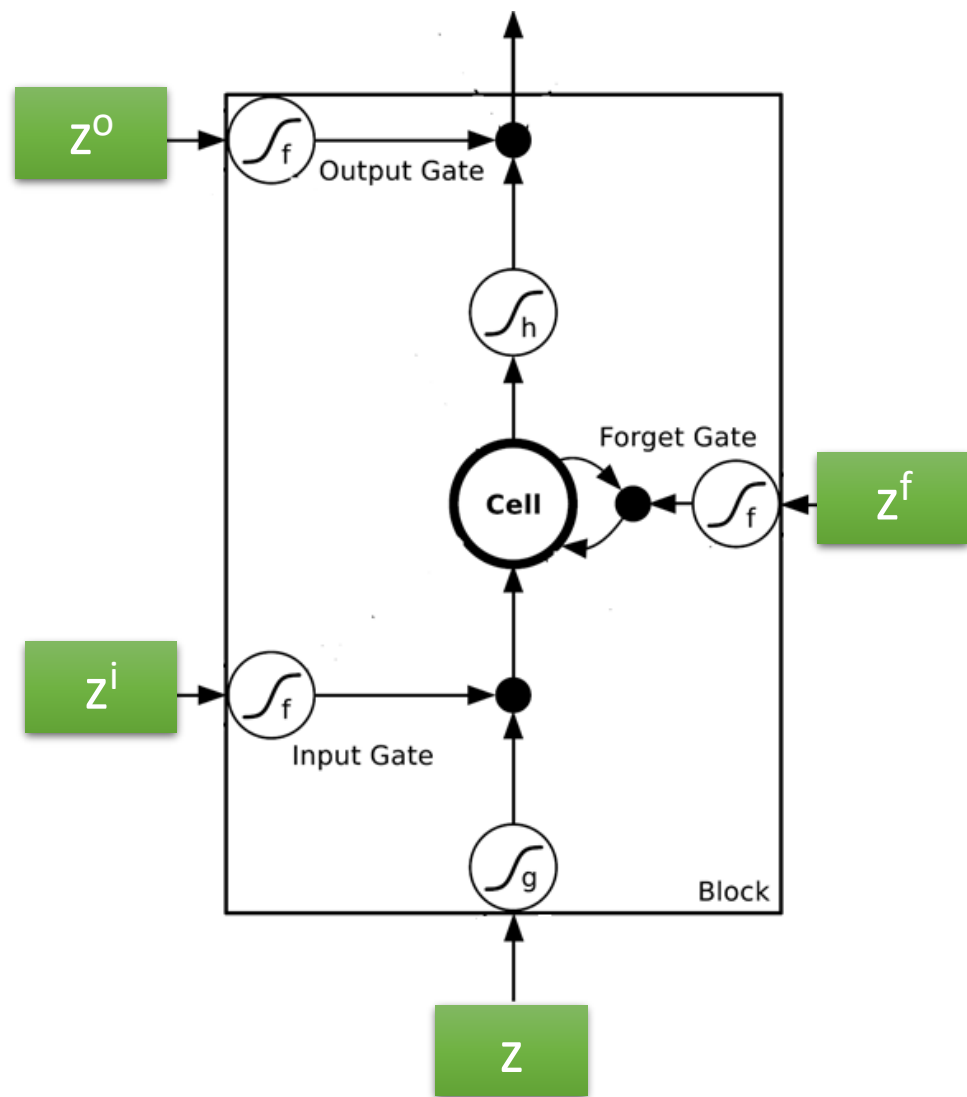 z^o
f
Output Gate
h
Forget Gate
Cell
f
z^f
z^i
f
Input Gate
g
Block
z